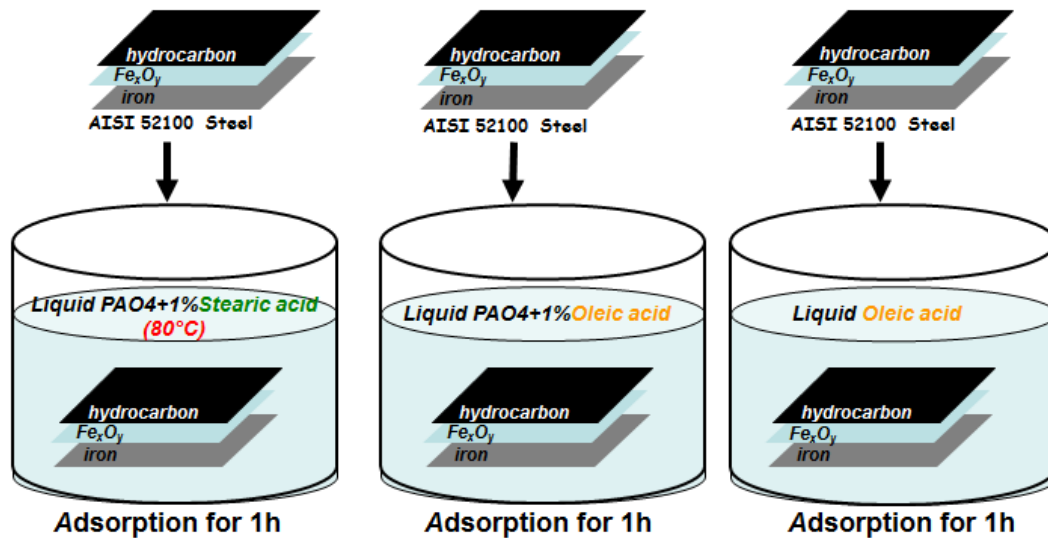 hydrocarbon
FexOy
iron
AISI 52100 Steel
hydrocarbon
FexOy
iron
AISI 52100 Steel
hydrocarbon
FexOy
iron
AISI 52100 Steel
Liquid PAO4+1%Stearic acid
(80°C)
Liquid PAO4+1%Oleic acid
Liquid Oleic acid
hydrocarbon
FexOy
iron
hydrocarbon
FexOy
iron
hydrocarbon
FexOy
iron
Adsorption for 1h
Adsorption for 1h
Adsorption for 1h